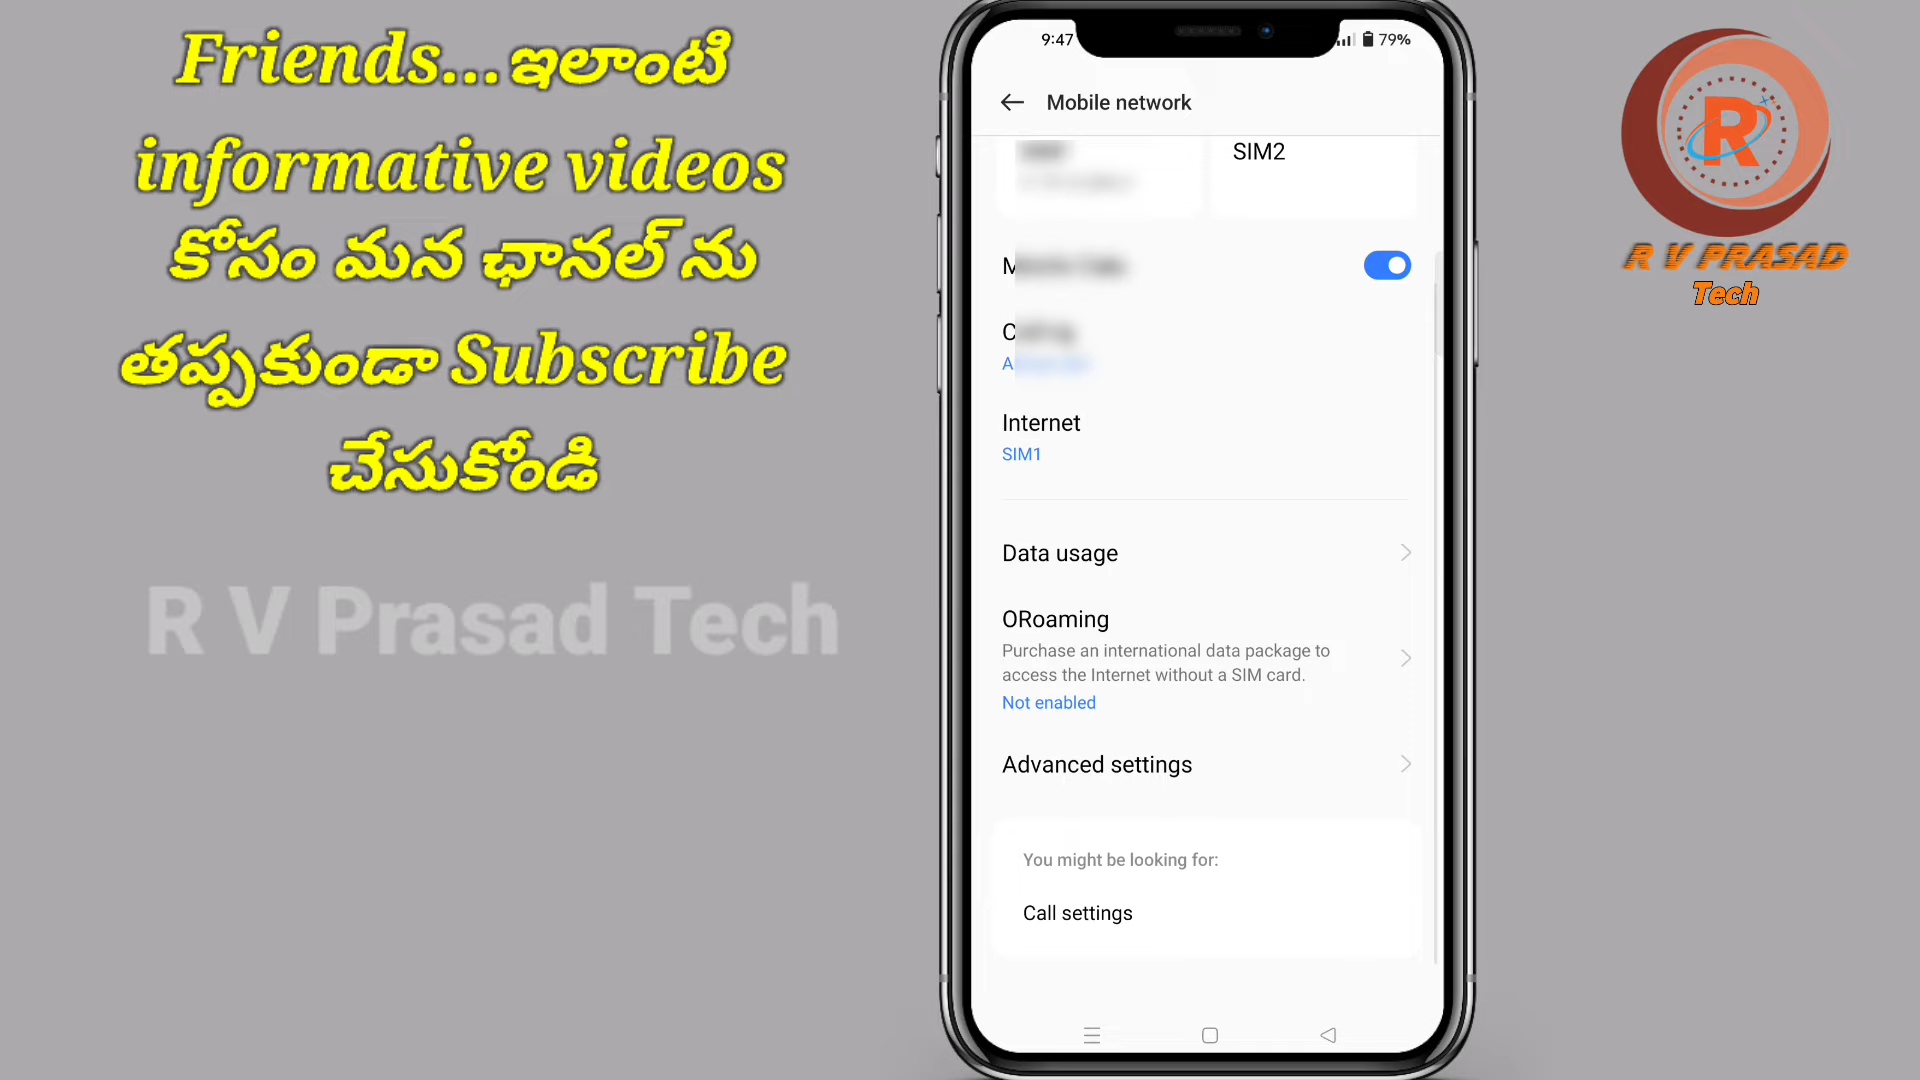 Friends...ఇలాంటి
informative videos
కోసం మన ఛానల్ ను
తప్పకుండా Subscribe
చేసుకోండి
R V Prasad Tech
9:47
79%
Mobile network
SIM2
Internet
SIM1
Data usage
ORoaming
Purchase an international data package to
access the Internet without a SIM card.
Not enabled
Advanced settings
You might be looking for:
Call settings
R
R V PRASAD
Tech